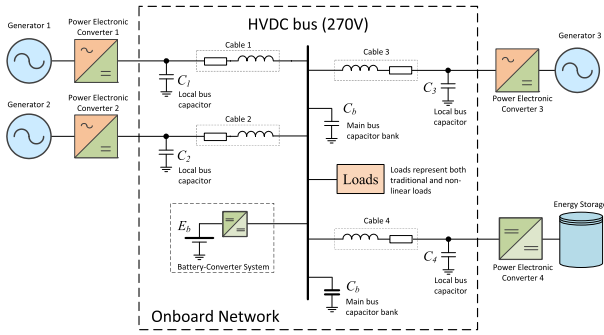 HVDC bus (270V)
Generator 1
Power Electronic
Converter 1
Cable 1
C1
Local bus
capacitor
Generator 2
Power Electronic
Converter 2
Cable 2
C2
Local bus
capacitor
Cable 3
C3
Local bus
capacitor
Power Electronic
Converter 3
Generator 3
Cb
Main bus
capacitor bank
Loads
Loads represent both
traditional and non-
linear loads
Eb
Battery-Converter System
Cable 4
C4
Local bus
capacitor
Power Electronic
Converter 4
Energy Storage
Cb
Main bus
capacitor bank
Onboard Network